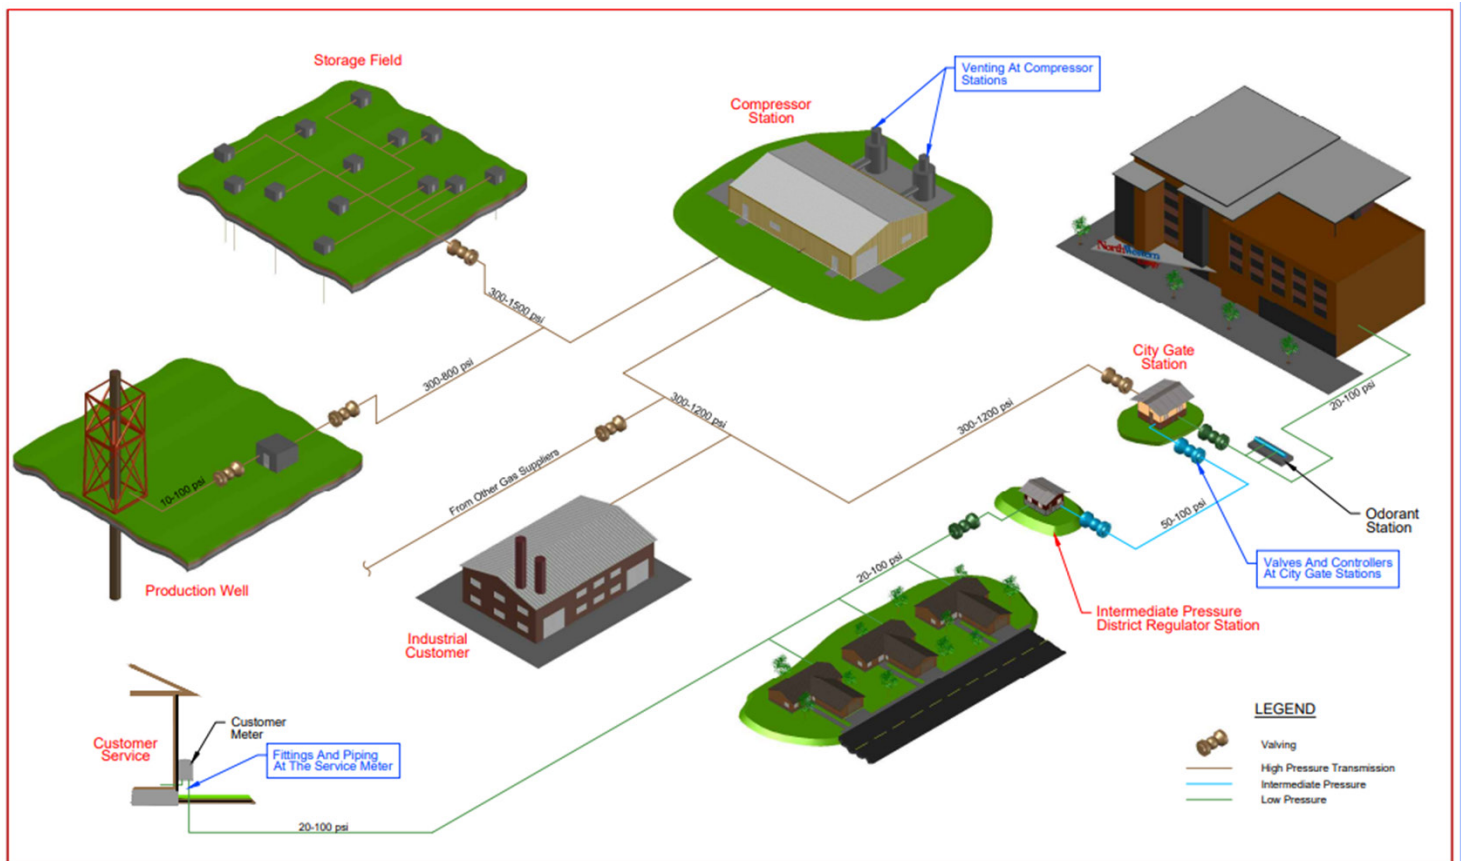 Storage Field
Venting At Compressor
Stations
Compressor
Station
NorthWestern
300-1500 psi
City Gate
Station
300-800 psi
20-100 psi
300-1200 psi
300-1200 psi
From Other Gas Suppliers
10-100 psi
50-100 psi
Odorant
Station
Valves And Controllers
At City Gate Stations
20-100 psi
Production Well
Intermediate Pressure
District Regulator Station
Industrial
Customer
Customer
Meter
Customer
Service
Fittings And Piping
At The Service Meter
20-100 psi
LEGEND
Valving
High Pressure Transmission
Intermediate Pressure
Low Pressure